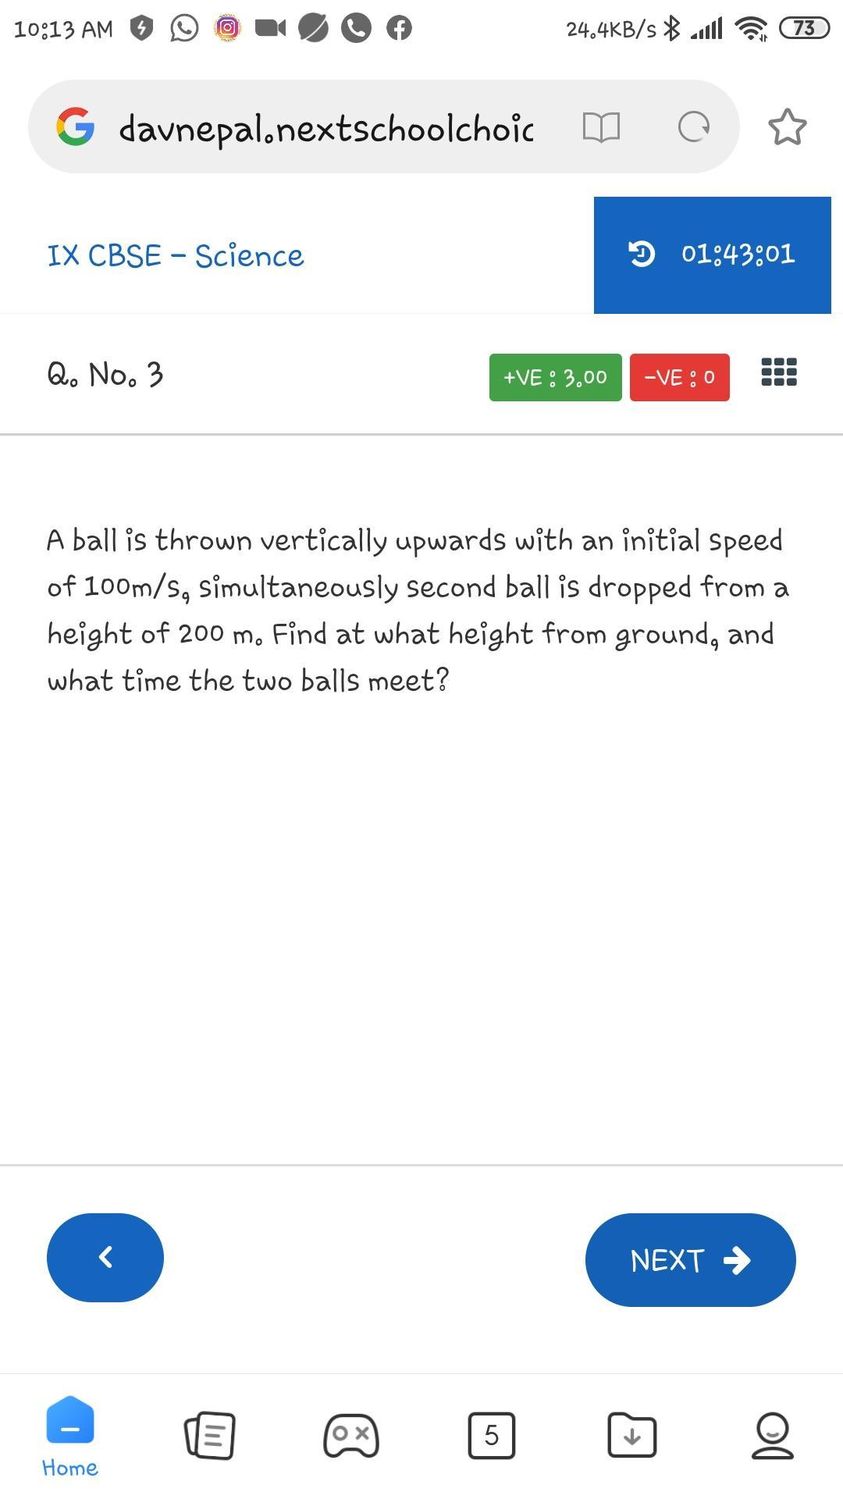 10:13 AM 24.4KB/s 73
davnepal.nextschoolchoic
IX CBSE - Science 01:43:01
Q. No. 3 +VE : 3.00 -VE : 0
A ball is thrown vertically upwards with an initial speed
of 100m/s, simultaneously second ball is dropped from a
height of 200 m. Find at what height from ground, and
what time the two balls meet?
NEXT
5
Home